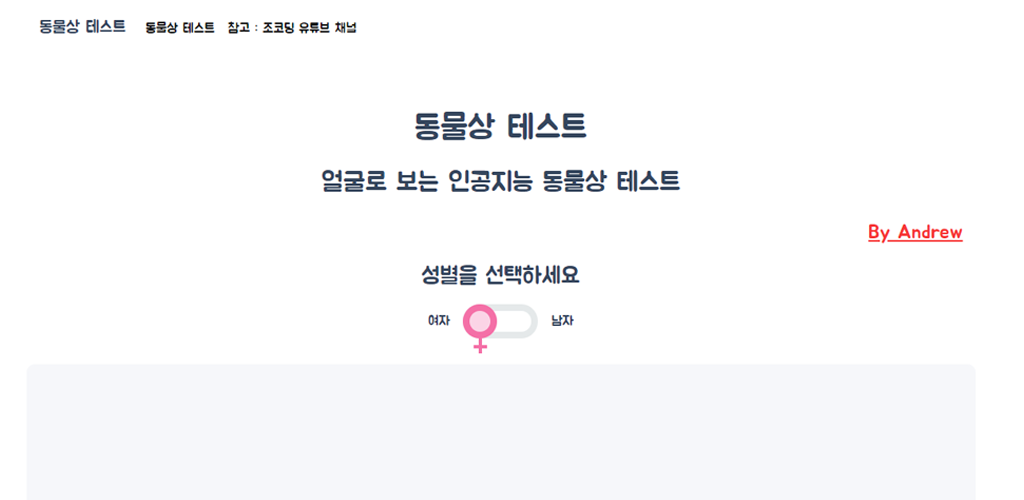 동물상 테스트 동물상 테스트 참고 : 조코딩 유튜브 채널
동물상 테스트
얼굴로 보는 인공지능 동물상 테스트
By Andrew
성별을 선택하세요
여자 남자